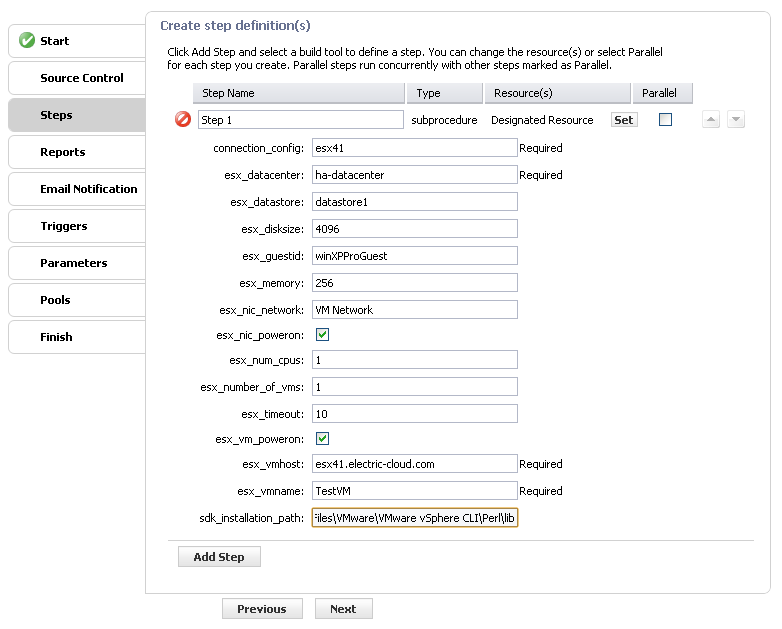 Start
Source Control
Steps
Reports
Email Notification
Triggers
Parameters
Pools
Finish
Create step definition(s)
Click Add Step and select a build tool to define a step. You can change the resource(s) or select Parallel
for each step you create. Parallel steps run concurrently with other steps marked as Parallel.
Step Name Type Resource(s) Parallel
Step 1 subprocedure Designated Resource Set
connection_config: esx41 Required
esx_datacenter: ha-datacenter Required
esx_datastore: datastore1
esx_disksize: 4096
esx_guestid: winXPProGuest
esx_memory: 256
esx_nic_network: VM Network
esx_nic_poweron:
esx_num_cpus: 1
esx_number_of_vms: 1
esx_timeout: 10
esx_vm_poweron:
esx_vmhost: esx41.electric-cloud.com Required
esx_vmname: TestVM Required
sdk_installation_path: Files\VMware\VMware vSphere CLI\Perl\lib
Add Step
Previous Next